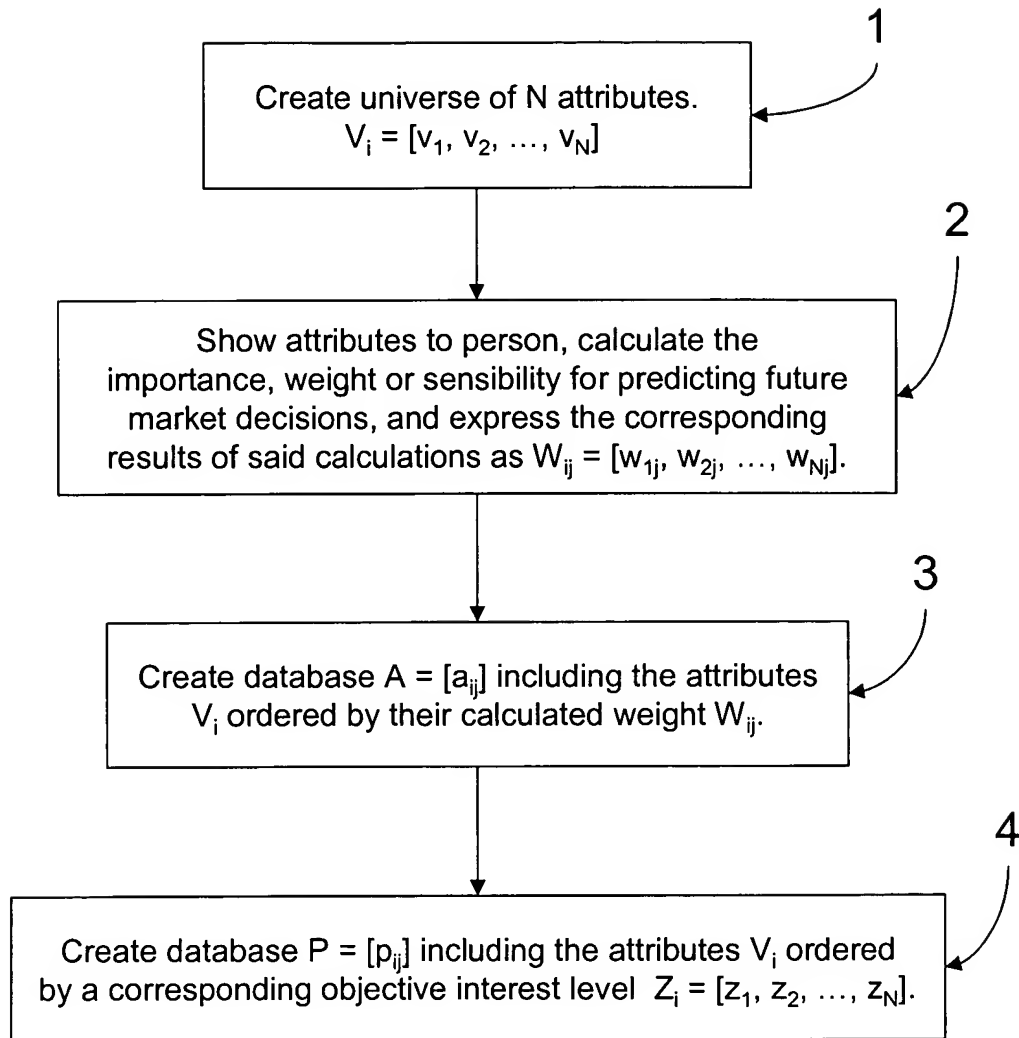 1
Create universe of N attributes.
Vᵢ = [v₁, v₂, ..., v_N]
2
Show attributes to person, calculate the
importance, weight or sensibility for predicting future
market decisions, and express the corresponding
results of said calculations as Wᵢⱼ = [w₁ⱼ, w₂ⱼ, ..., w_Nⱼ].
3
Create database A = [aᵢⱼ] including the attributes
Vᵢ ordered by their calculated weight Wᵢⱼ.
4
Create database P = [pᵢⱼ] including the attributes Vᵢ ordered
by a corresponding objective interest level Zᵢ = [z₁, z₂, ..., z_N].